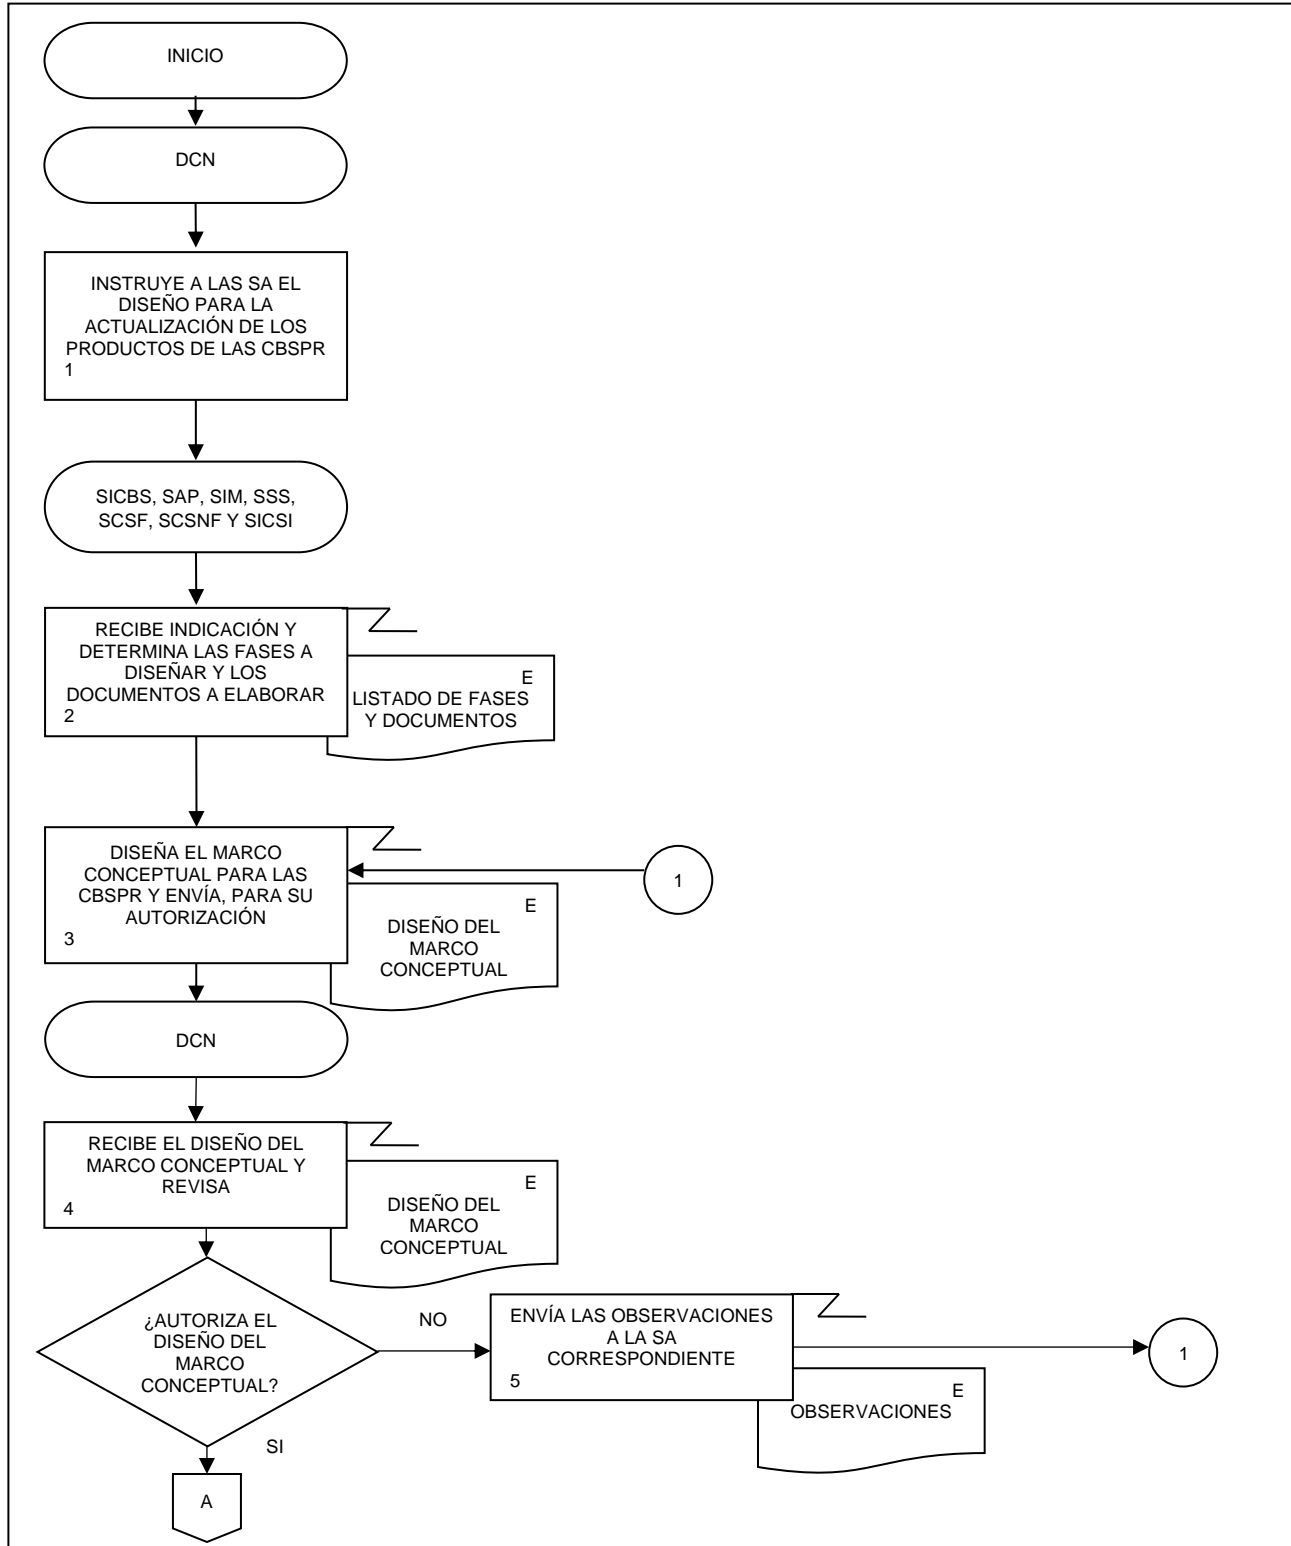 INICIO
DCN
INSTRUYE A LAS SA EL
DISEÑO PARA LA
ACTUALIZACIÓN DE LOS
PRODUCTOS DE LAS CBSPR
1
SICBS, SAP, SIM, SSS,
SCSF, SCSNF Y SICSI
RECIBE INDICACIÓN Y
DETERMINA LAS FASES A
DISEÑAR Y LOS
DOCUMENTOS A ELABORAR
2
E
LISTADO DE FASES
Y DOCUMENTOS
DISEÑA EL MARCO
CONCEPTUAL PARA LAS
CBSPR Y ENVÍA, PARA SU
AUTORIZACIÓN
3
1
E
DISEÑO DEL
MARCO
CONCEPTUAL
DCN
RECIBE EL DISEÑO DEL
MARCO CONCEPTUAL Y
REVISA
4
E
DISEÑO DEL
MARCO
CONCEPTUAL
¿AUTORIZA EL
DISEÑO DEL
MARCO
CONCEPTUAL?
NO
ENVÍA LAS OBSERVACIONES
A LA SA
CORRESPONDIENTE
5
1
E
OBSERVACIONES
SI
A